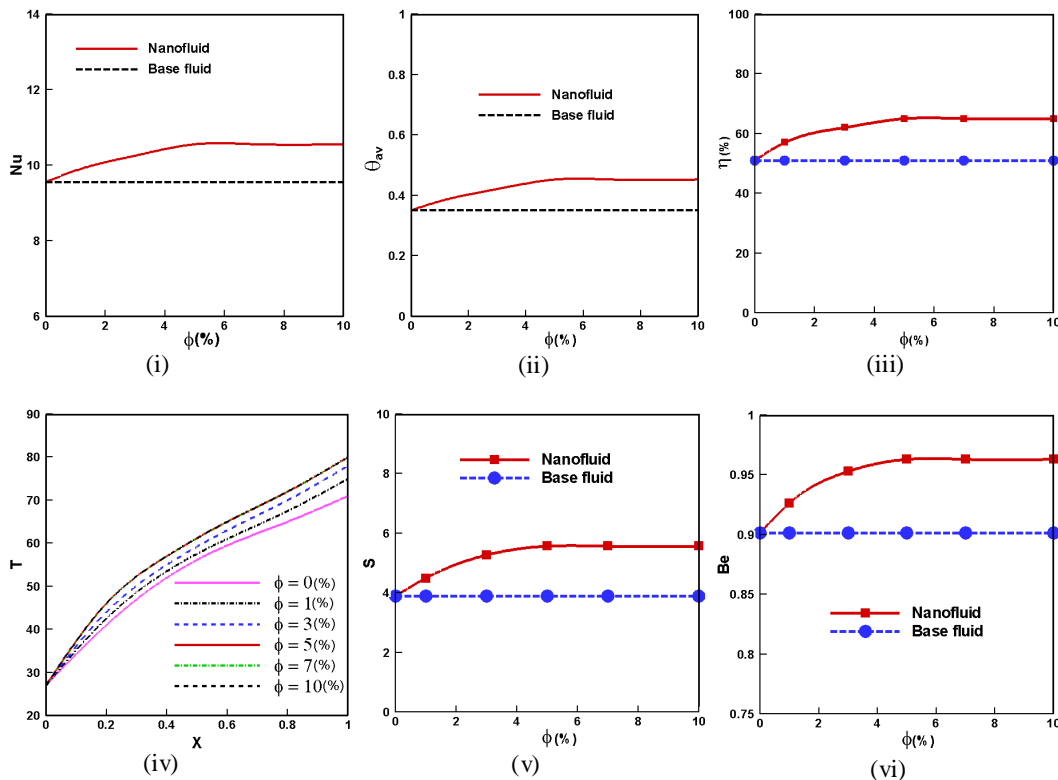 14
12
10
8
6
Nu
Nanofluid
Base fluid
0 2 4 6 8 10
ϕ(%)
(i)
1
0.8
0.6
0.4
0.2
0
θav
Nanofluid
Base fluid
0 2 4 6 8 10
ϕ(%)
(ii)
100
80
60
40
20
0
η(%)
0 2 4 6 8 10
ϕ(%)
(iii)
90
80
70
60
50
40
30
20
T
ϕ = 0(%)
ϕ = 1(%)
ϕ = 3(%)
ϕ = 5(%)
ϕ = 7(%)
ϕ = 10(%)
0 0.2 0.4 0.6 0.8 1
X
(iv)
10
8
6
4
2
0
S
Nanofluid
Base fluid
0 2 4 6 8 10
ϕ(%)
(v)
1
0.95
0.9
0.85
0.8
0.75
Be
Nanofluid
Base fluid
0 2 4 6 8 10
ϕ(%)
(vi)